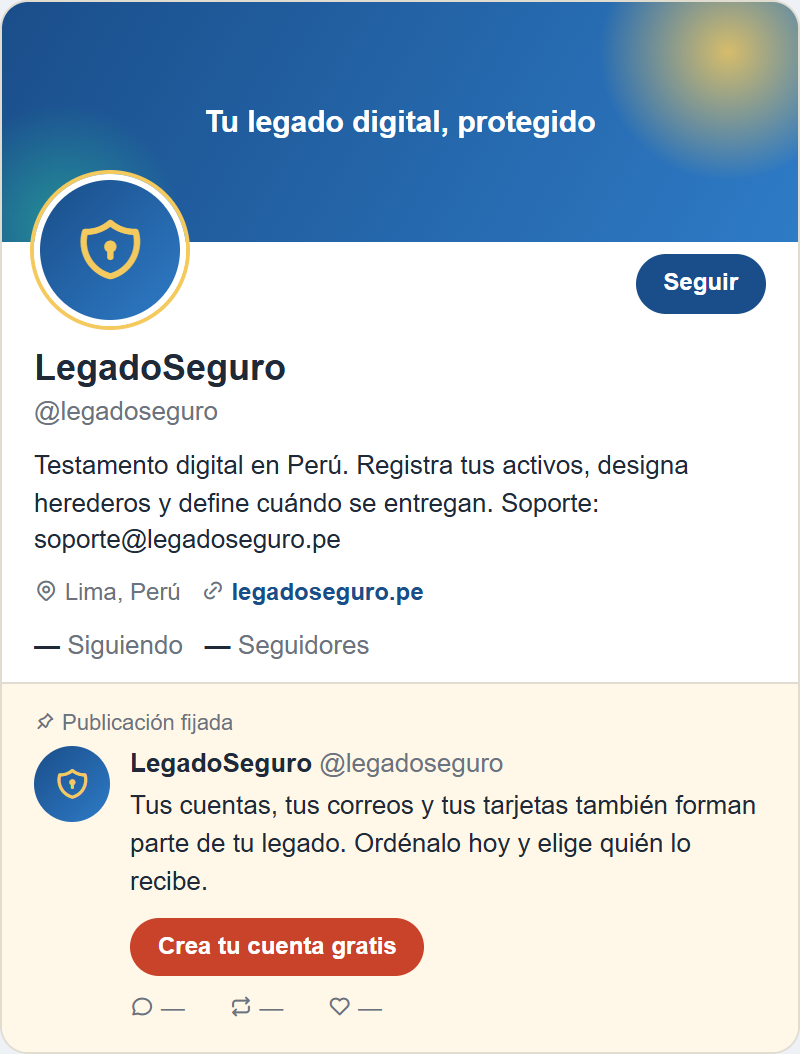 Tu legado digital, protegido
Seguir
LegadoSeguro
@legadoseguro
Testamento digital en Perú. Registra tus activos, designa
herederos y define cuándo se entregan. Soporte:
soporte@legadoseguro.pe
Lima, Perú legadoseguro.pe
— Siguiendo — Seguidores
Publicación fijada
LegadoSeguro @legadoseguro
Tus cuentas, tus correos y tus tarjetas también forman
parte de tu legado. Ordénalo hoy y elige quién lo
recibe.
Crea tu cuenta gratis
— — —